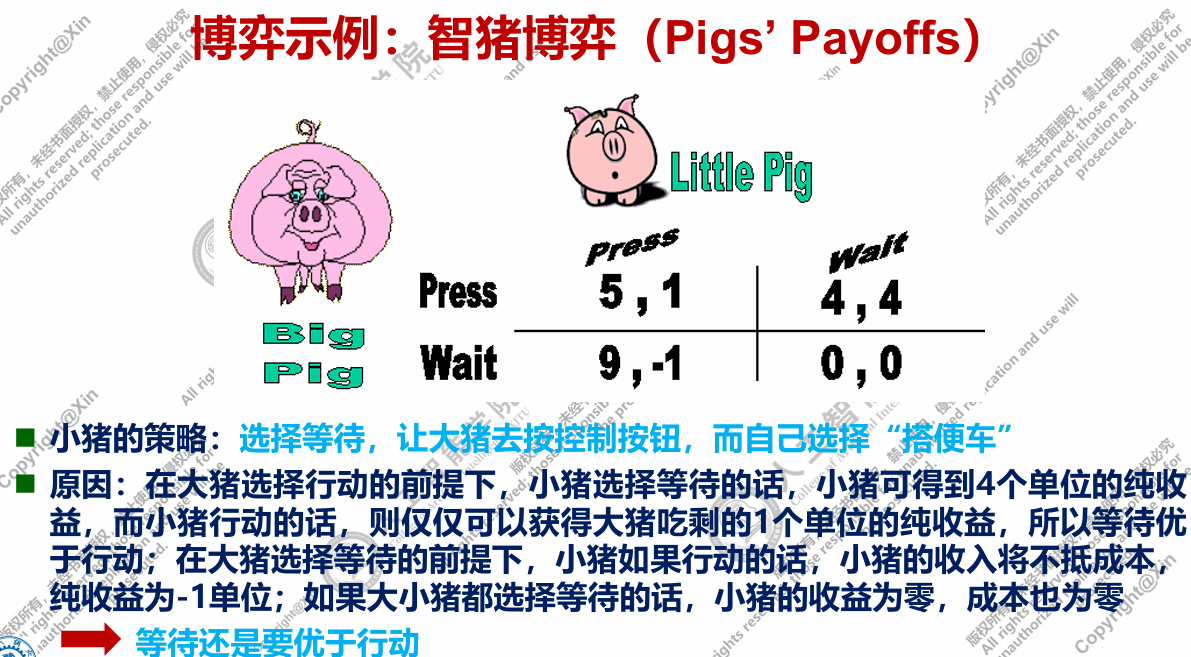 博弈示例：智猪博弈（Pigs’ Payoffs）
Little Pig
Press Wait
Press 5 , 1 4 , 4
Big
Pig
Wait 9 , -1 0 , 0
小猪的策略：选择等待，让大猪去按控制按钮，而自己选择“搭便车”
原因：在大猪选择行动的前提下，小猪选择等待的话，小猪可得到4个单位的纯收
益，而小猪行动的话，则仅仅可以获得大猪吃剩的1个单位的纯收益，所以等待优
于行动；在大猪选择等待的前提下，小猪如果行动的话，小猪的收入将不抵成本，
纯收益为-1单位；如果大小猪都选择等待的话，小猪的收益为零，成本也为零
等待还是要优于行动
Copyright@Xin
版权所有，未经书面授权，禁止使用，侵权必究
All rights reserved; those responsible for
unauthorized replication and use will be
prosecuted.